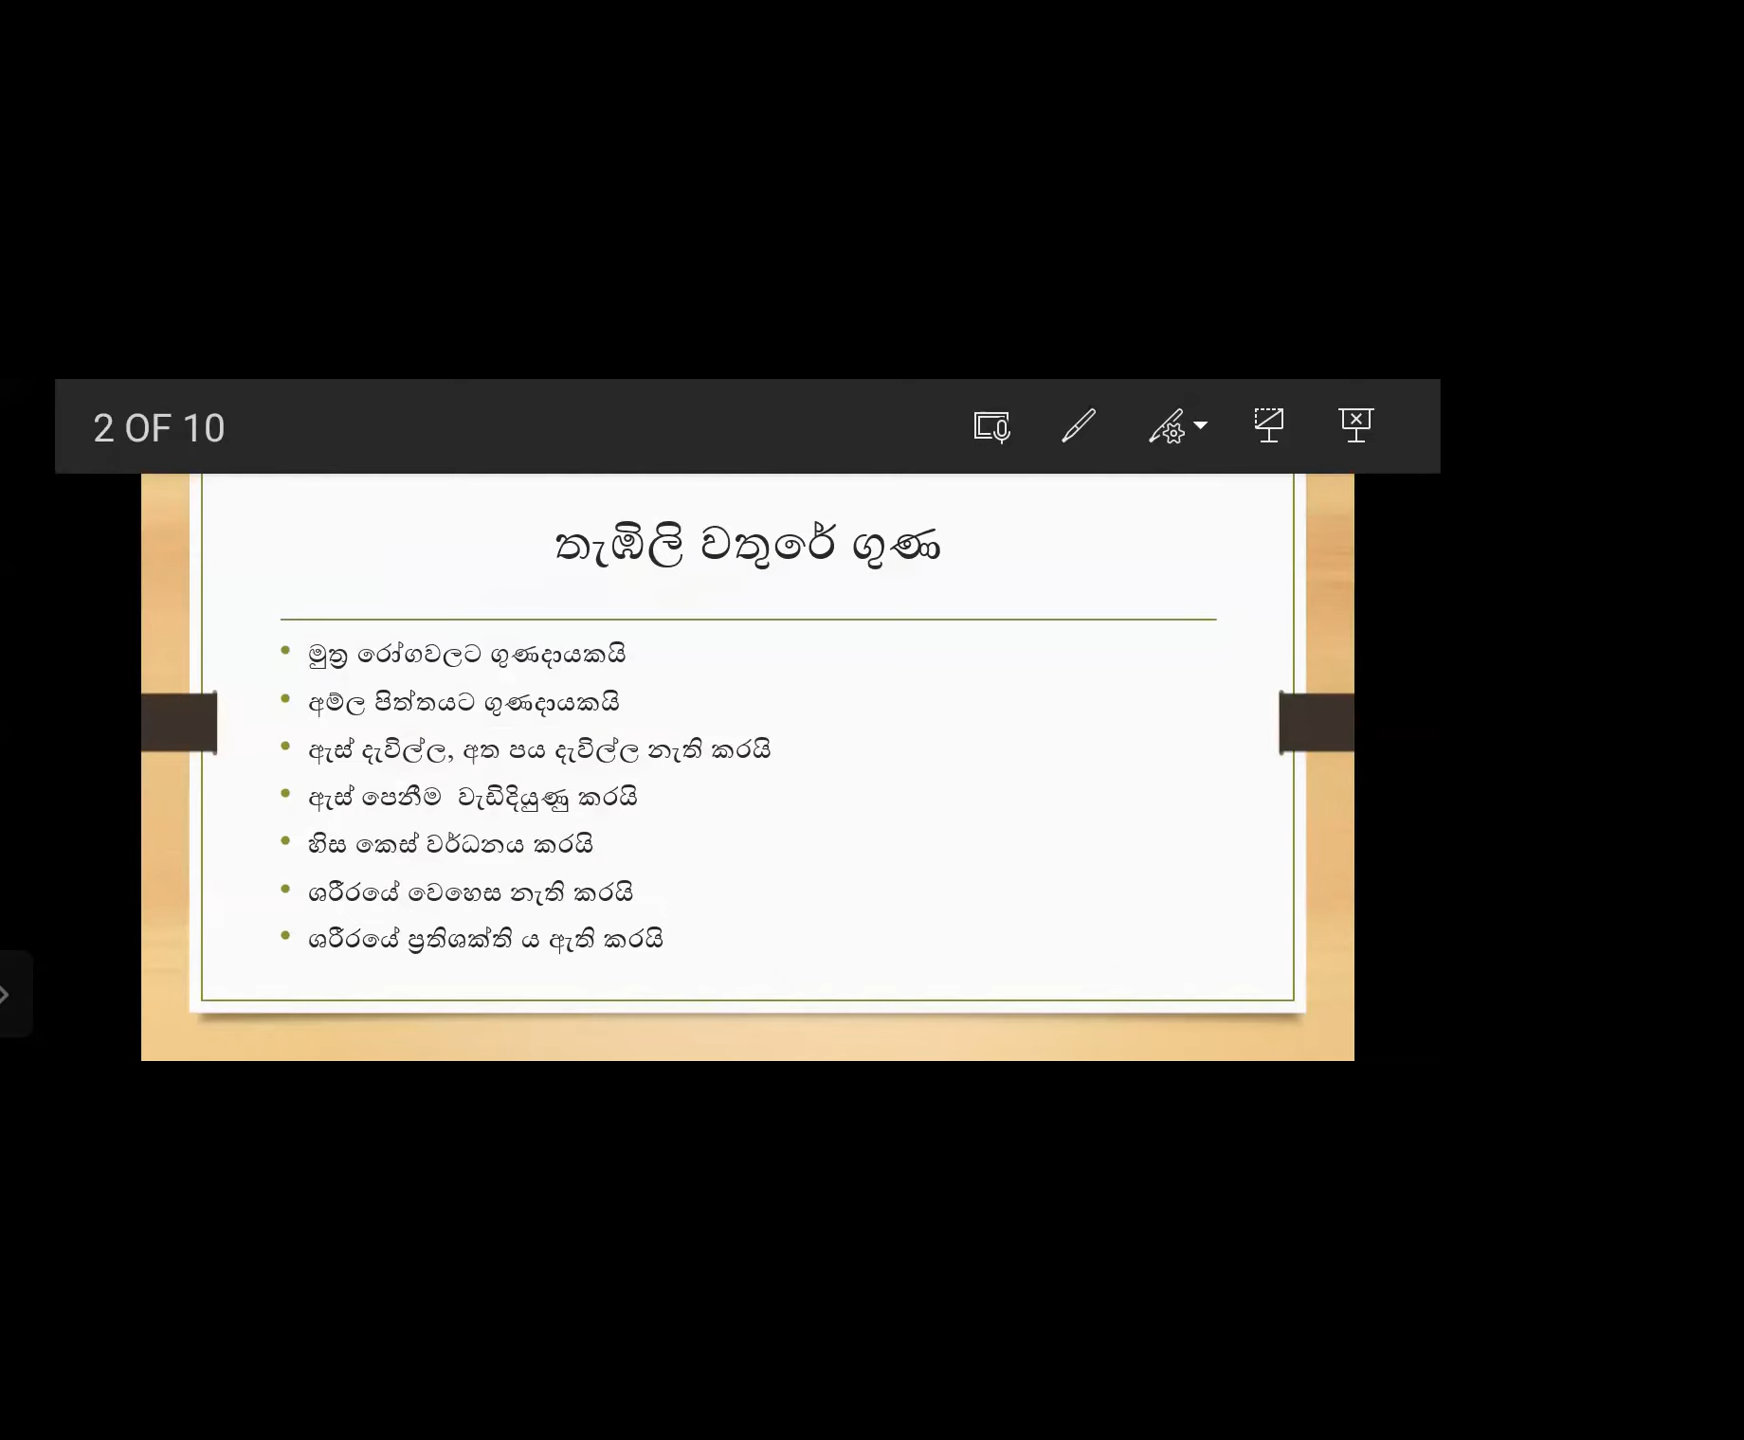 2 OF 10
තැඹිලි වතුරේ ගුණ
• මුත්‍ර රෝගවලට ගුණදායකයි
• අම්ල පිත්තයට ගුණදායකයි
• ඇස් දැවිල්ල, අත පය දැවිල්ල නැති කරයි
• ඇස් පෙනීම  වැඩිදියුණු කරයි
• හිස කෙස් වර්ධනය කරයි
• ශරීරයේ වෙහෙස නැති කරයි
• ශරීරයේ ප්‍රතිශක්ති ය ඇති කරයි